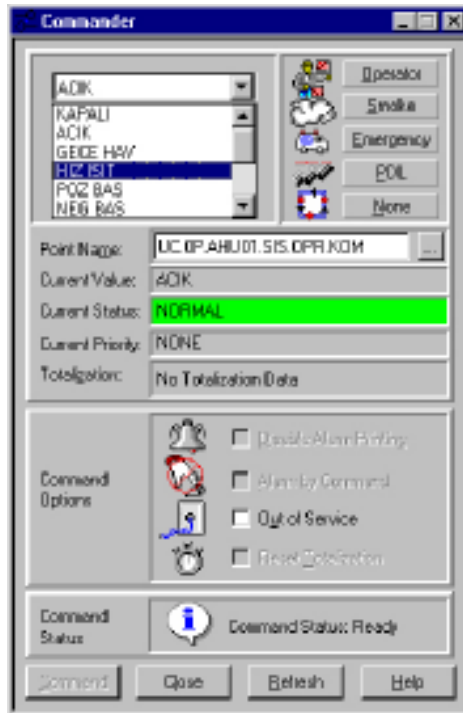 Commander
ACIK
Operator
KAPALI
Smoke
ACIK
GECE HAV
Emergency
HIZ ISIT
POZ BAS
PDL
NEG BAS
None
Point Name:
UC.0P.AHU01.SIS.OPR.KOM
...
Current Value:
ACIK
Current Status:
NORMAL
Current Priority:
NONE
Totalization:
No Totalization Data
Command
Options
Disable Alarm Printing
Alarm by Command
Out of Service
Reset Totalization
Command
Status
Command Status: Ready
Command
Close
Refresh
Help